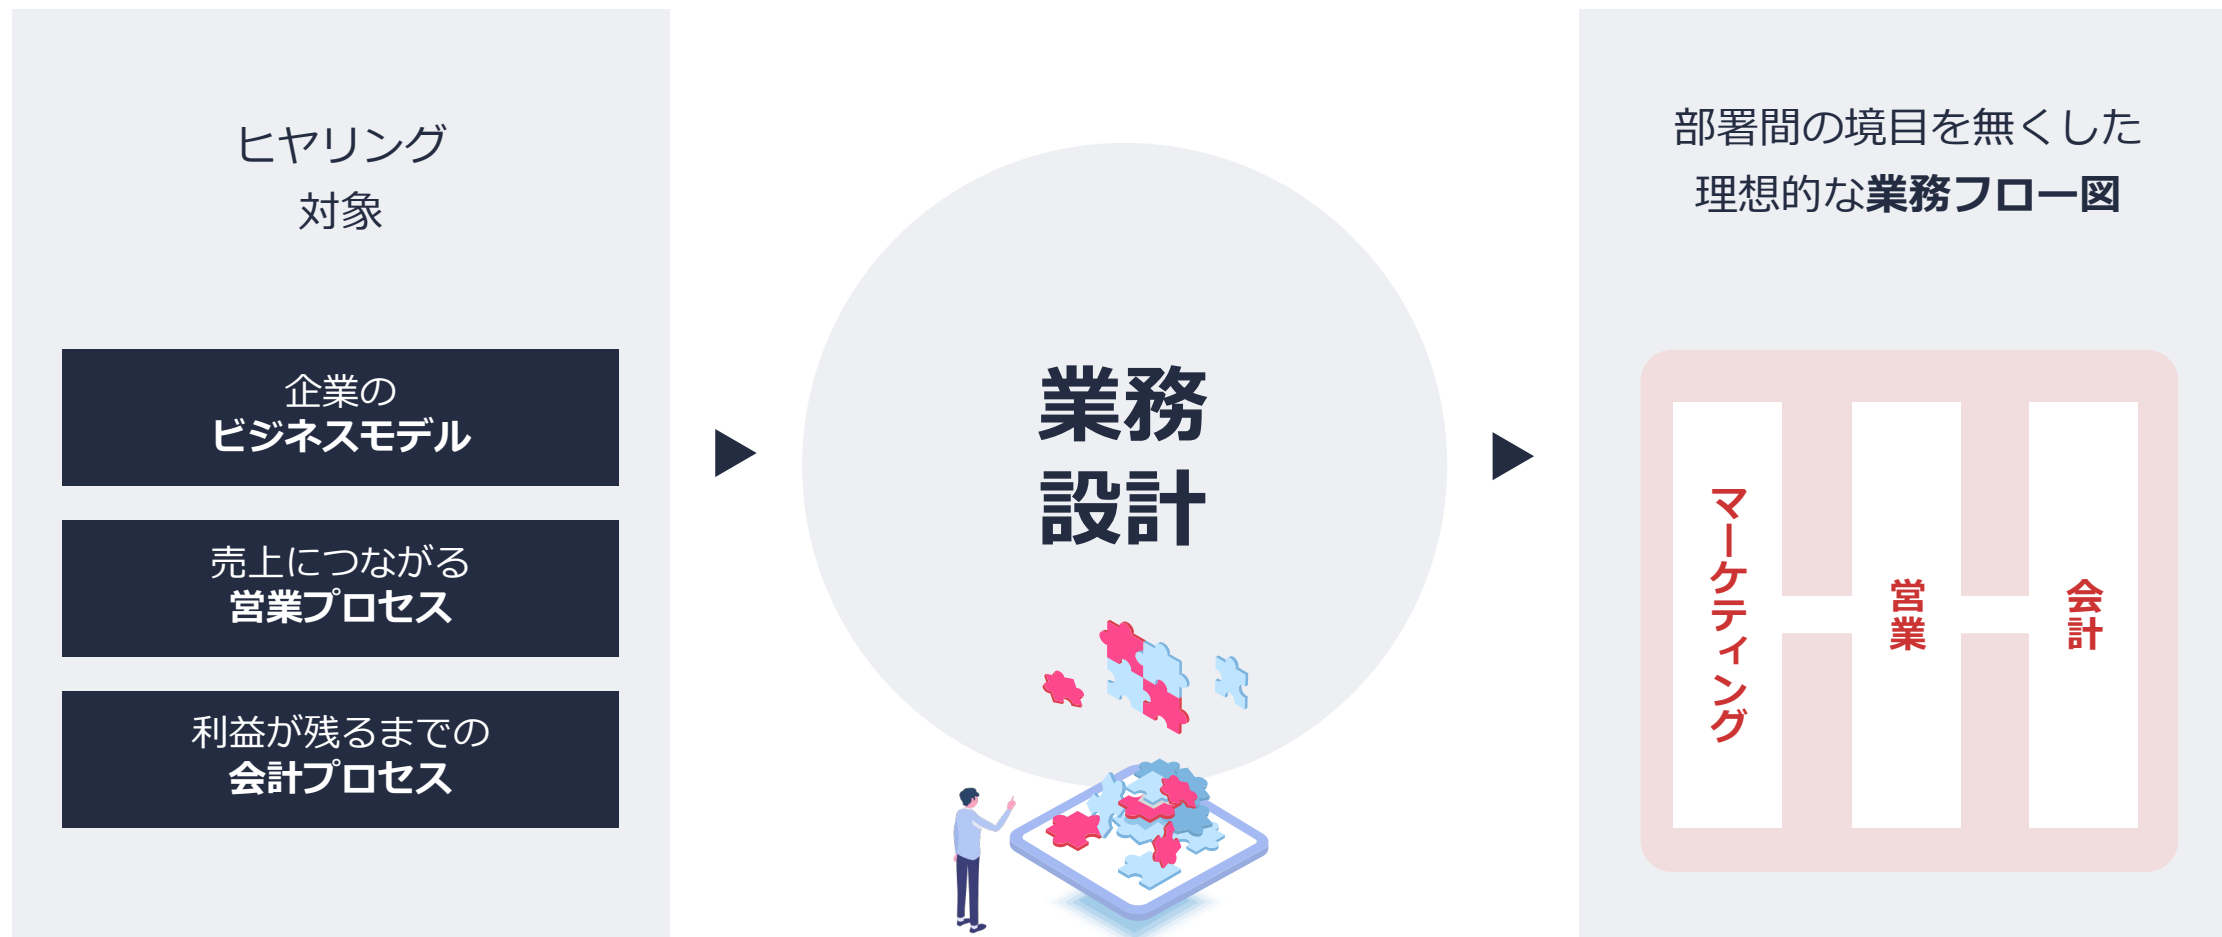 ヒヤリング
対象
企業の
ビジネスモデル
売上につながる
営業プロセス
利益が残るまでの
会計プロセス
業務
設計
部署間の境目を無くした
理想的な業務フロー図
マーケティング
営業
会計